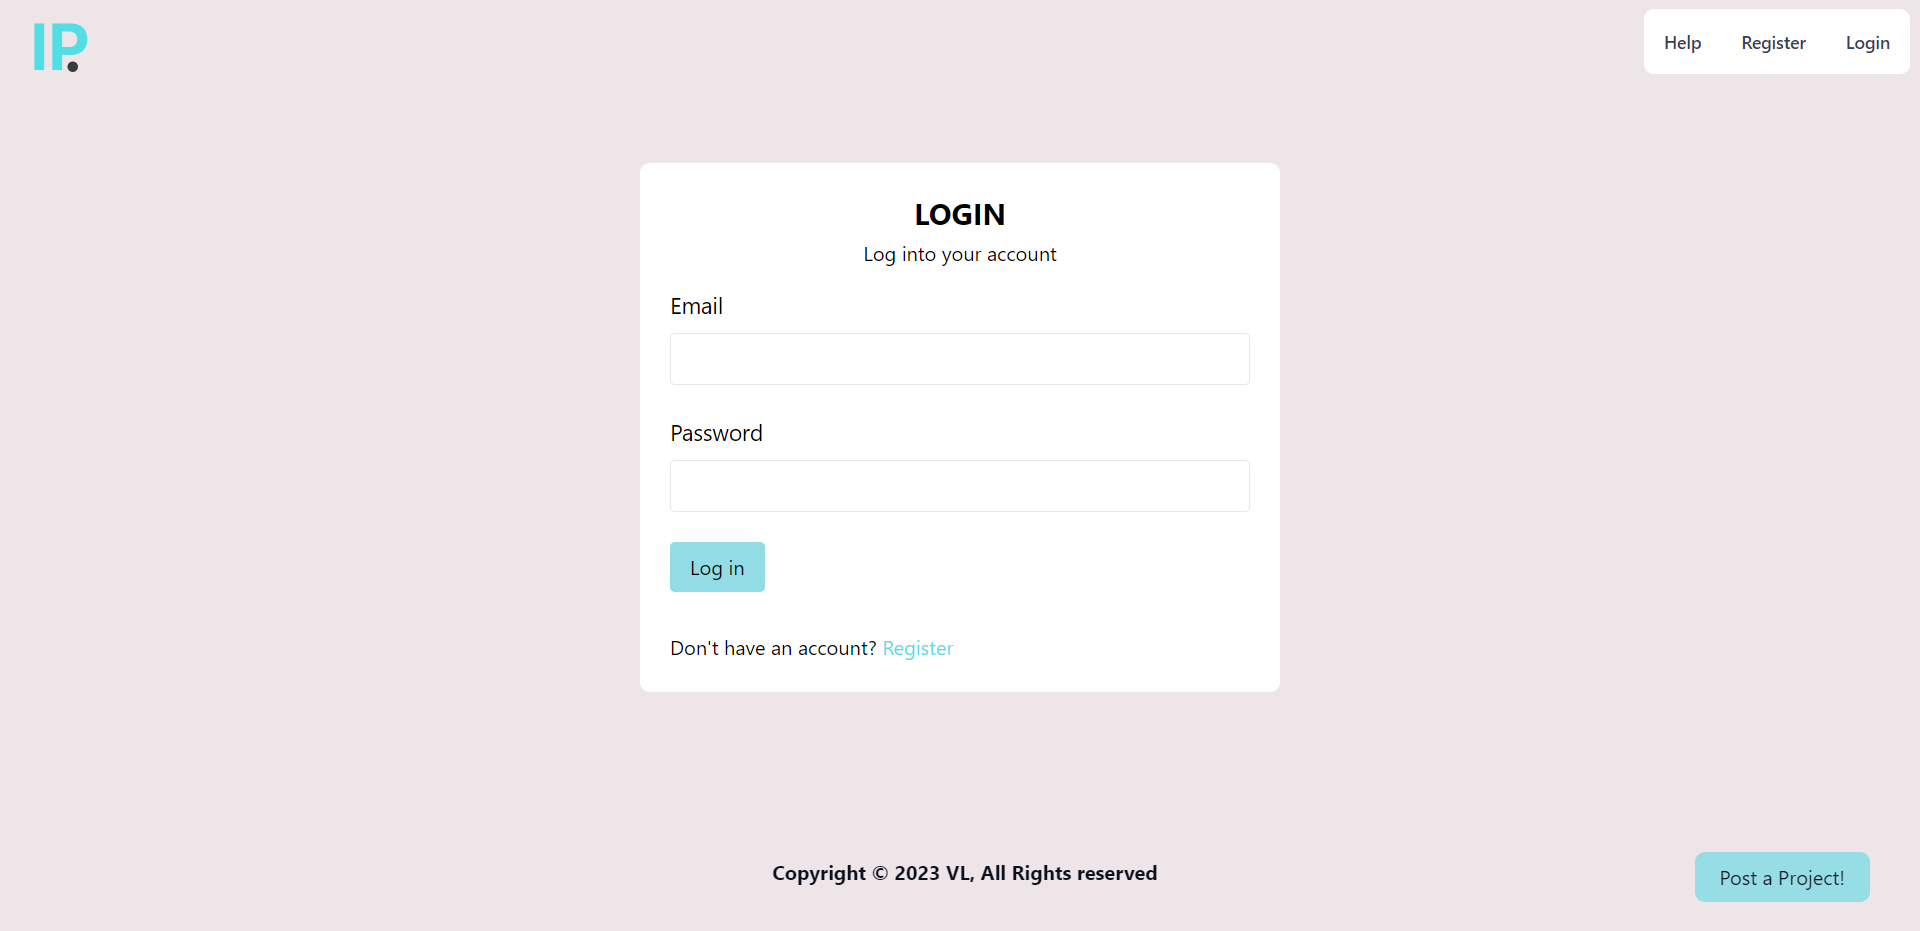 IP.
Help Register Login
LOGIN
Log into your account
Email
Password
Log in
Don't have an account? Register
Copyright © 2023 VL, All Rights reserved
Post a Project!